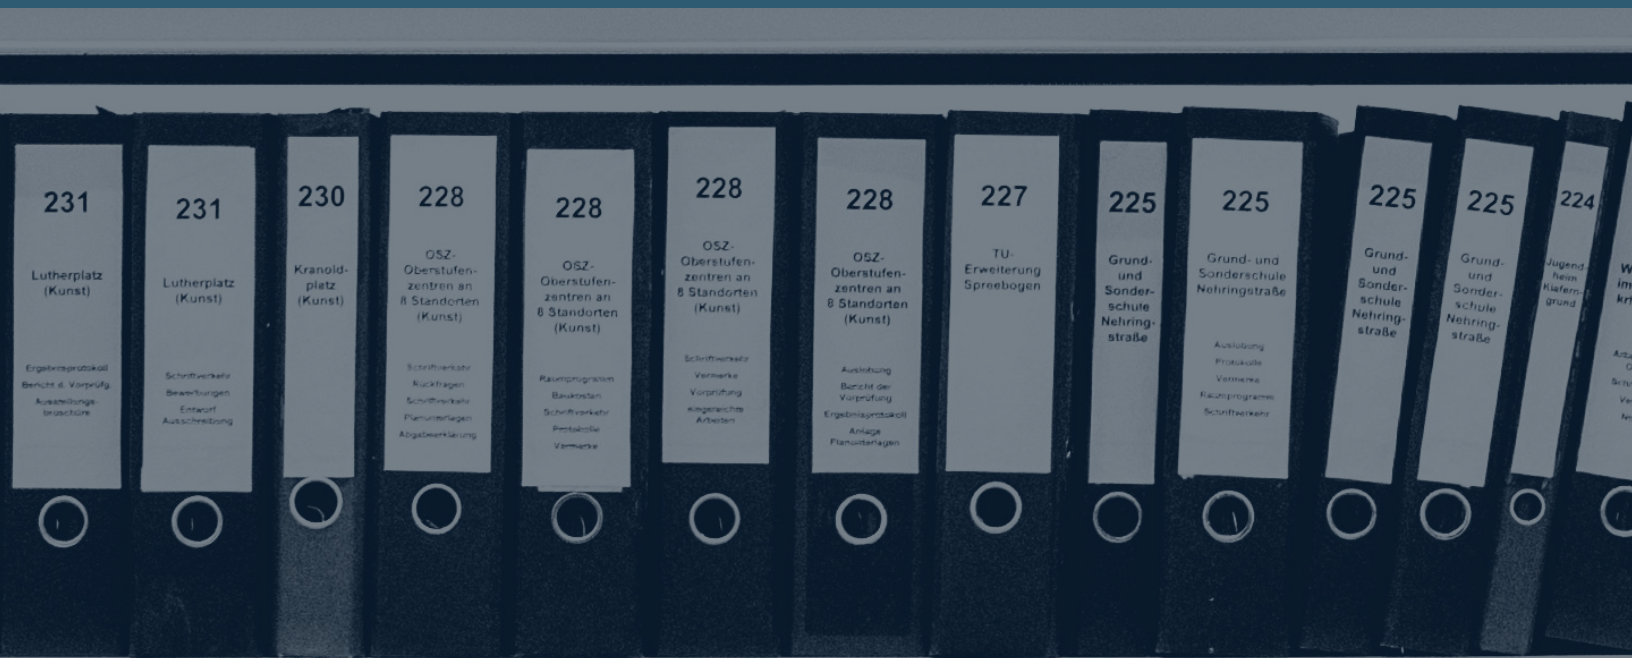 231
Lutherplatz
(Kunst)
Ergebnisprotokoll
Bericht d. Vorprüfg.
Ausstellungs-
broschüre
231
Lutherplatz
(Kunst)
Schriftverkehr
Bewerbungen
Entwurf
Ausschreibung
230
Kranold-
platz
(Kunst)
228
OSZ-
Oberstufen-
zentren an
8 Standorten
(Kunst)
Schriftverkehr
Rückfragen
Schriftverkehr
Planunterlagen
Abgabeerklärung
228
OSZ-
Oberstufen-
zentren an
8 Standorten
(Kunst)
Raumprogramm
Baukosten
Schriftverkehr
Protokolle
Vermerke
228
OSZ-
Oberstufen-
zentren an
8 Standorten
(Kunst)
Schriftverkehr
Vermerke
Vorprüfung
eingereichte
Arbeiten
228
OSZ-
Oberstufen-
zentren an
8 Standorten
(Kunst)
Auslobung
Bericht der
Vorprüfung
Ergebnisprotokoll
Anlage
Planunterlagen
227
TU-
Erweiterung
Spreebogen
225
Grund-
und
Sonder-
schule
Nehring-
straße
225
Grund- und
Sonderschule
Nehringstraße
Auslobung
Protokolle
Vermerke
Raumprogramm
Schriftverkehr
225
Grund-
und
Sonder-
schule
Nehring-
straße
225
Grund-
und
Sonder-
schule
Nehring-
straße
224
Jugend-
heim
Kiefern-
grund